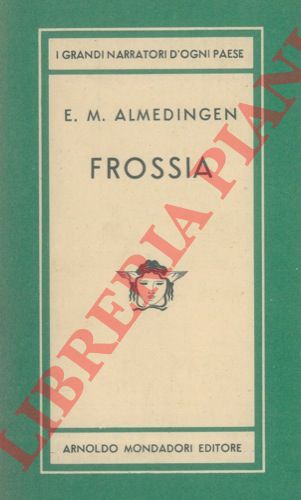 I GRANDI NARRATORI D'OGNI PAESE
E. M. ALMEDINGEN
FROSSIA
ARNOLDO MONDADORI EDITORE
LIBRERIA PIANI